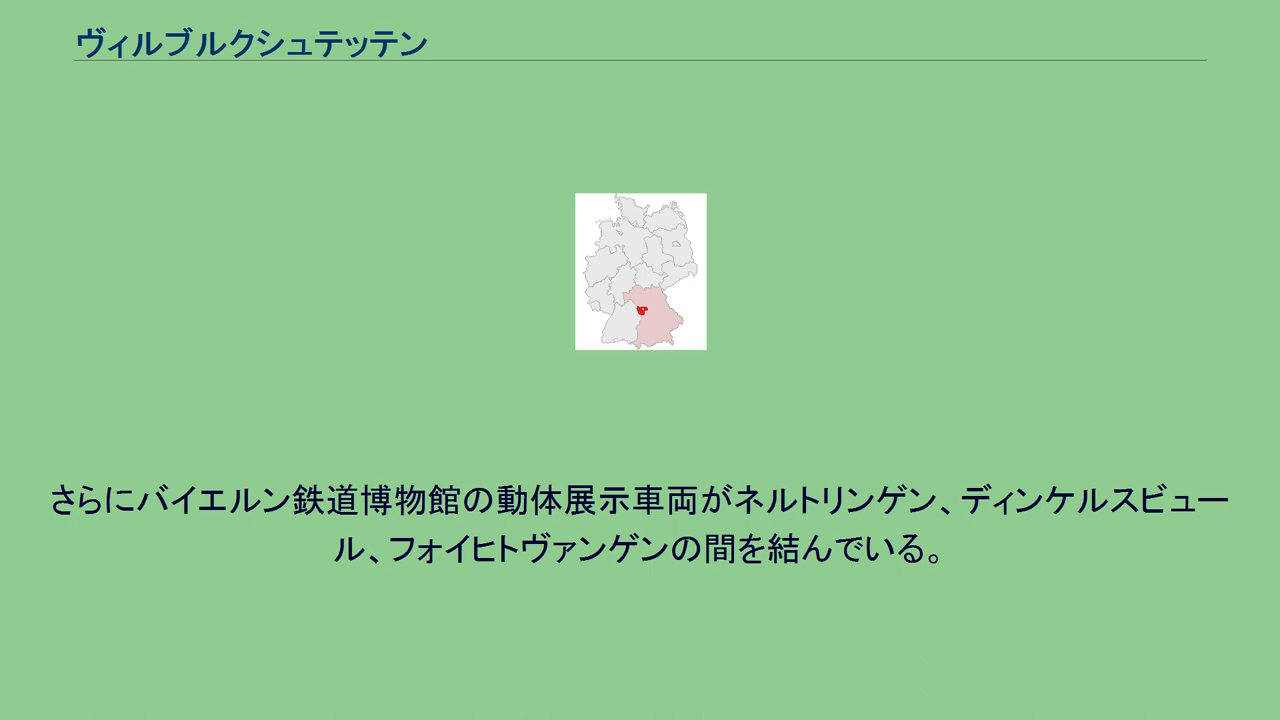 ヴィルブルクシュテッテン
さらにバイエルン鉄道博物館の動体展示車両がネルトリンゲン、ディンケルスビュー
ル、フォイヒトヴァンゲンの間を結んでいる。